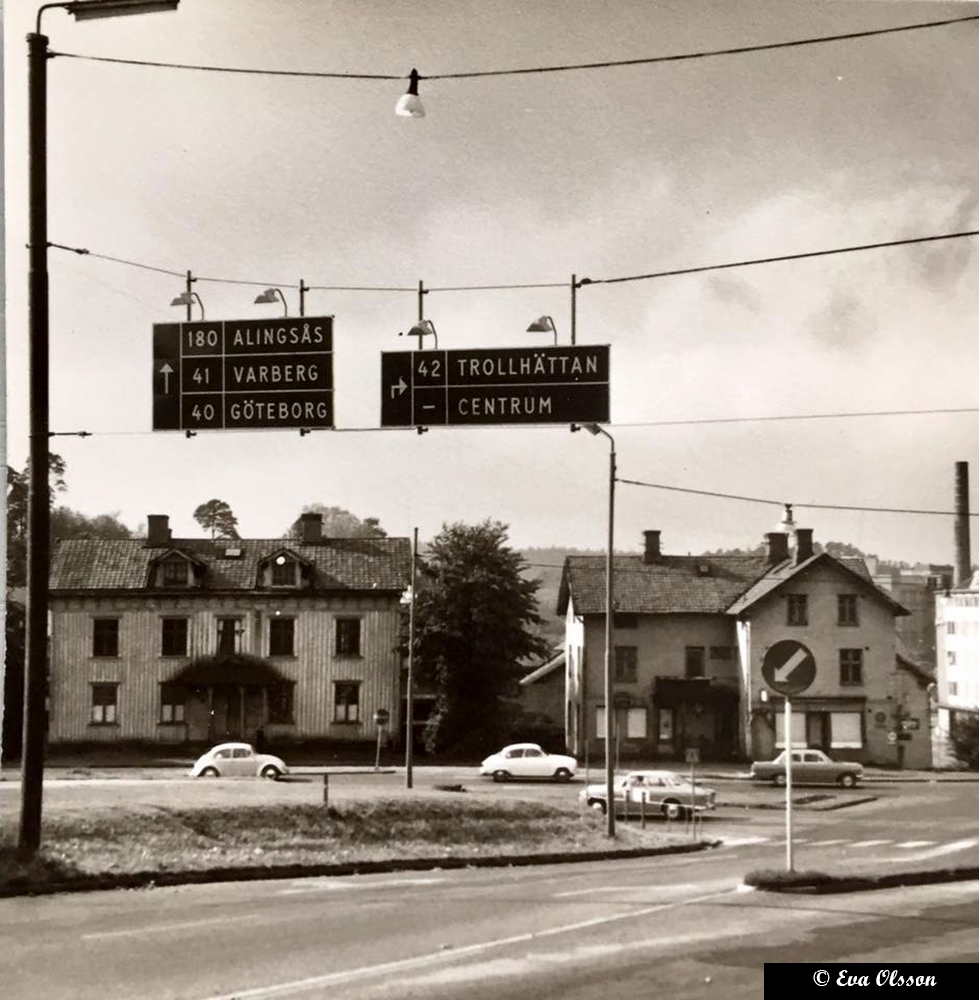 180 ALINGSÅS
41 VARBERG
40 GÖTEBORG
42 TROLLHÄTTAN
– CENTRUM
© Eva Olsson